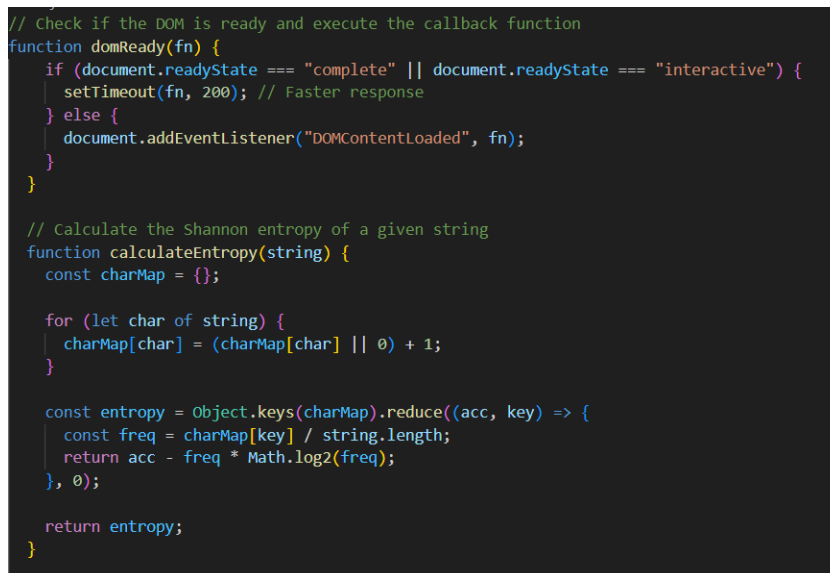 // Check if the DOM is ready and execute the callback function
function domReady(fn) {
    if (document.readyState === "complete" || document.readyState === "interactive") {
      setTimeout(fn, 200); // Faster response
    } else {
      document.addEventListener("DOMContentLoaded", fn);
    }
  }

  // Calculate the Shannon entropy of a given string
  function calculateEntropy(string) {
    const charMap = {};

    for (let char of string) {
      charMap[char] = (charMap[char] || 0) + 1;
    }

    const entropy = Object.keys(charMap).reduce((acc, key) => {
      const freq = charMap[key] / string.length;
      return acc - freq * Math.log2(freq);
    }, 0);

    return entropy;
  }